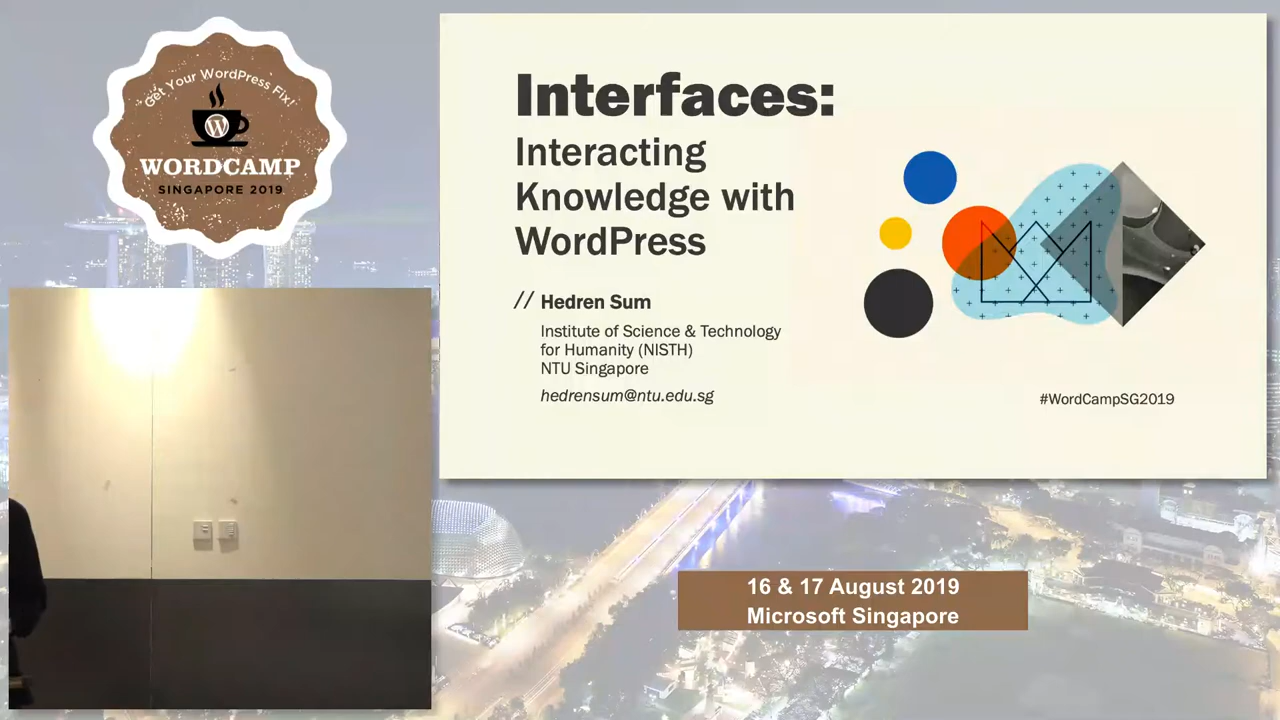 Get Your WordPress Fix!
W
WORDCAMP
SINGAPORE 2019
Interfaces:
Interacting
Knowledge with
WordPress
// Hedren Sum
Institute of Science & Technology
for Humanity (NISTH)
NTU Singapore
hedrensum@ntu.edu.sg
#WordCampSG2019
16 & 17 August 2019
Microsoft Singapore